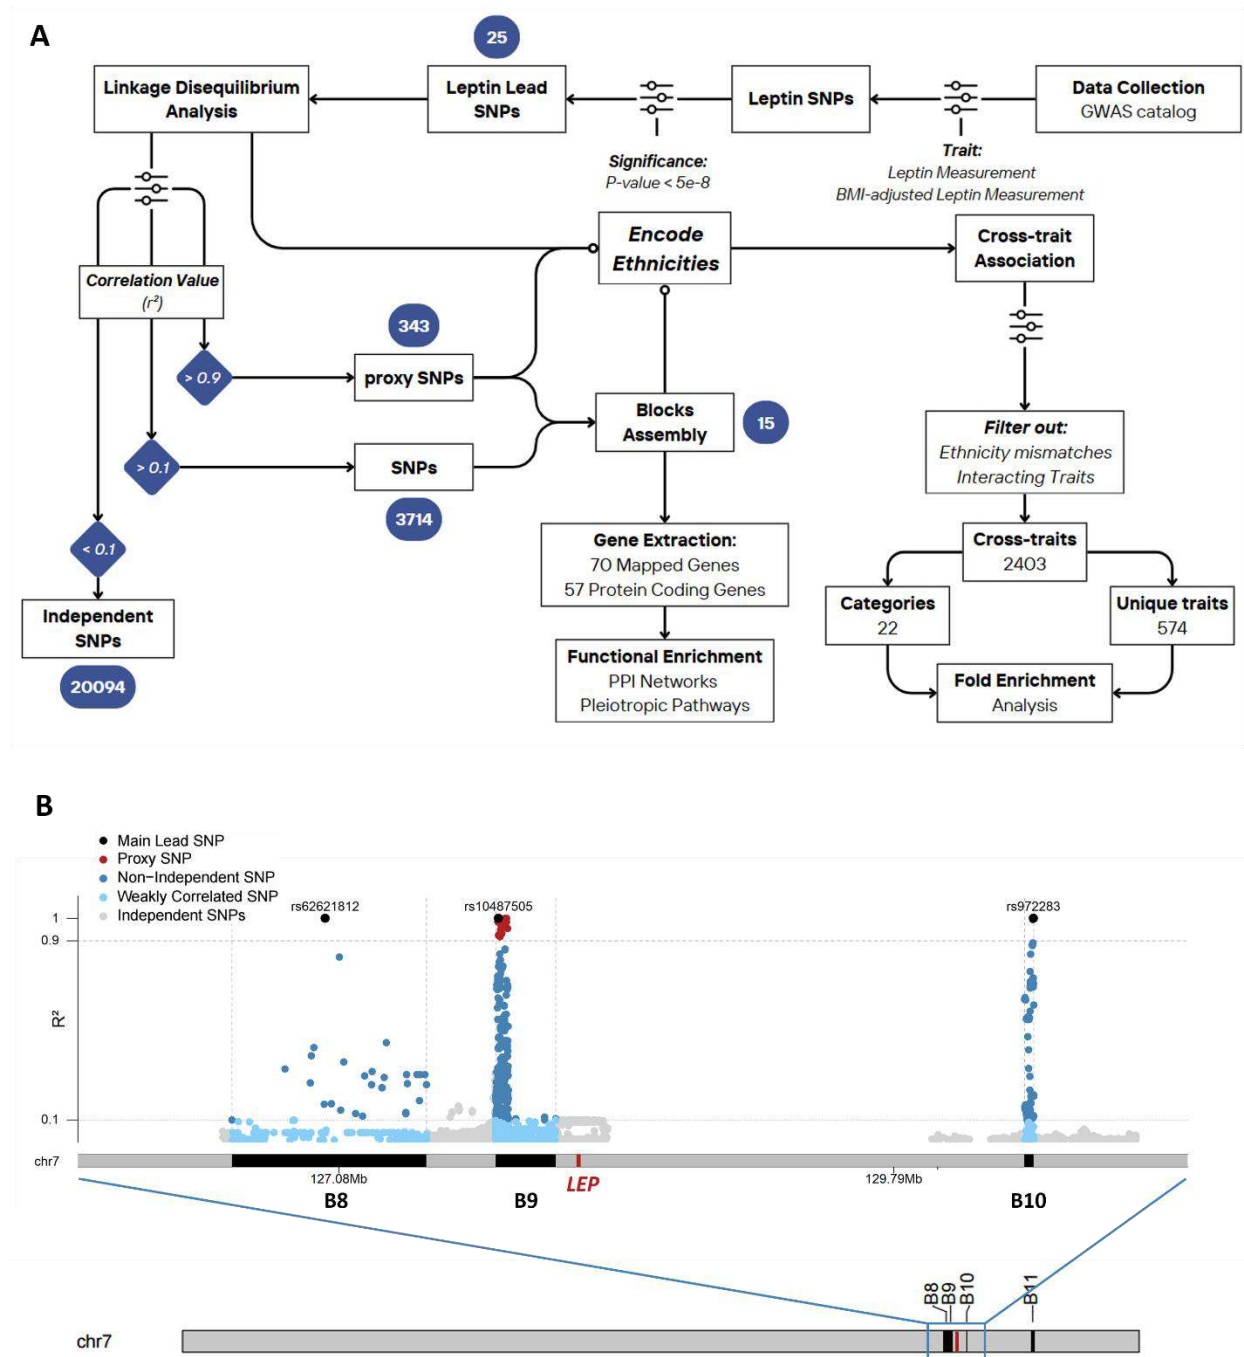 A
25
Linkage Disequilibrium
Analysis
Leptin Lead
SNPs
Leptin SNPs
Data Collection
GWAS catalog
Significance:
P-value < 5e-8
Trait:
Leptin Measurement
BMI-adjusted Leptin Measurement
Encode
Ethnicities
Cross-trait
Association
Correlation Value
(r²)
343
> 0.9
proxy SNPs
Blocks
Assembly
15
Filter out:
Ethnicity mismatches
Interacting Traits
> 0.1
SNPs
3714
< 0.1
Gene Extraction:
70 Mapped Genes
57 Protein Coding Genes
Cross-traits
2403
Independent
SNPs
20094
Categories
22
Unique traits
574
Functional Enrichment
PPI Networks
Pleiotropic Pathways
Fold Enrichment
Analysis
B
Main Lead SNP
Proxy SNP
Non-Independent SNP
Weakly Correlated SNP
Independent SNPs
rs62621812
rs10487505
rs972283
1
0.9
R²
0.1
chr7
127.08Mb
LEP
129.79Mb
B8
B9
B10
B8
B9
B10
B11
chr7